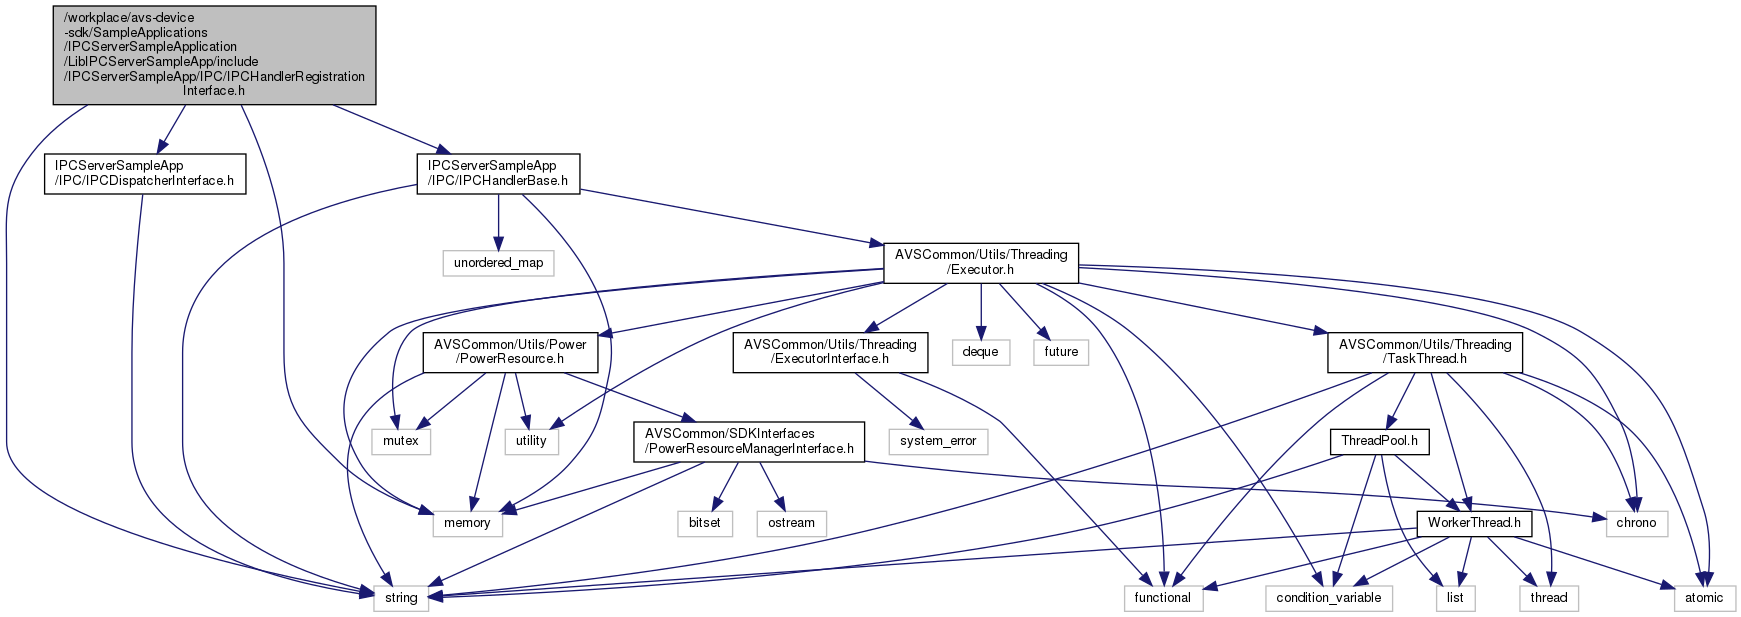 /workplace/avs-device
-sdk/SampleApplications
/IPCServerSampleApplication
/LibIPCServerSampleApp/include
/IPCServerSampleApp/IPC/IPCHandlerRegistration
Interface.h
IPCServerSampleApp
/IPC/IPCDispatcherInterface.h
IPCServerSampleApp
/IPC/IPCHandlerBase.h
unordered_map
AVSCommon/Utils/Threading
/Executor.h
AVSCommon/Utils/Power
/PowerResource.h
AVSCommon/Utils/Threading
/ExecutorInterface.h
deque
future
AVSCommon/Utils/Threading
/TaskThread.h
mutex
utility
AVSCommon/SDKInterfaces
/PowerResourceManagerInterface.h
system_error
ThreadPool.h
memory
bitset
ostream
WorkerThread.h
chrono
string
functional
condition_variable
list
thread
atomic